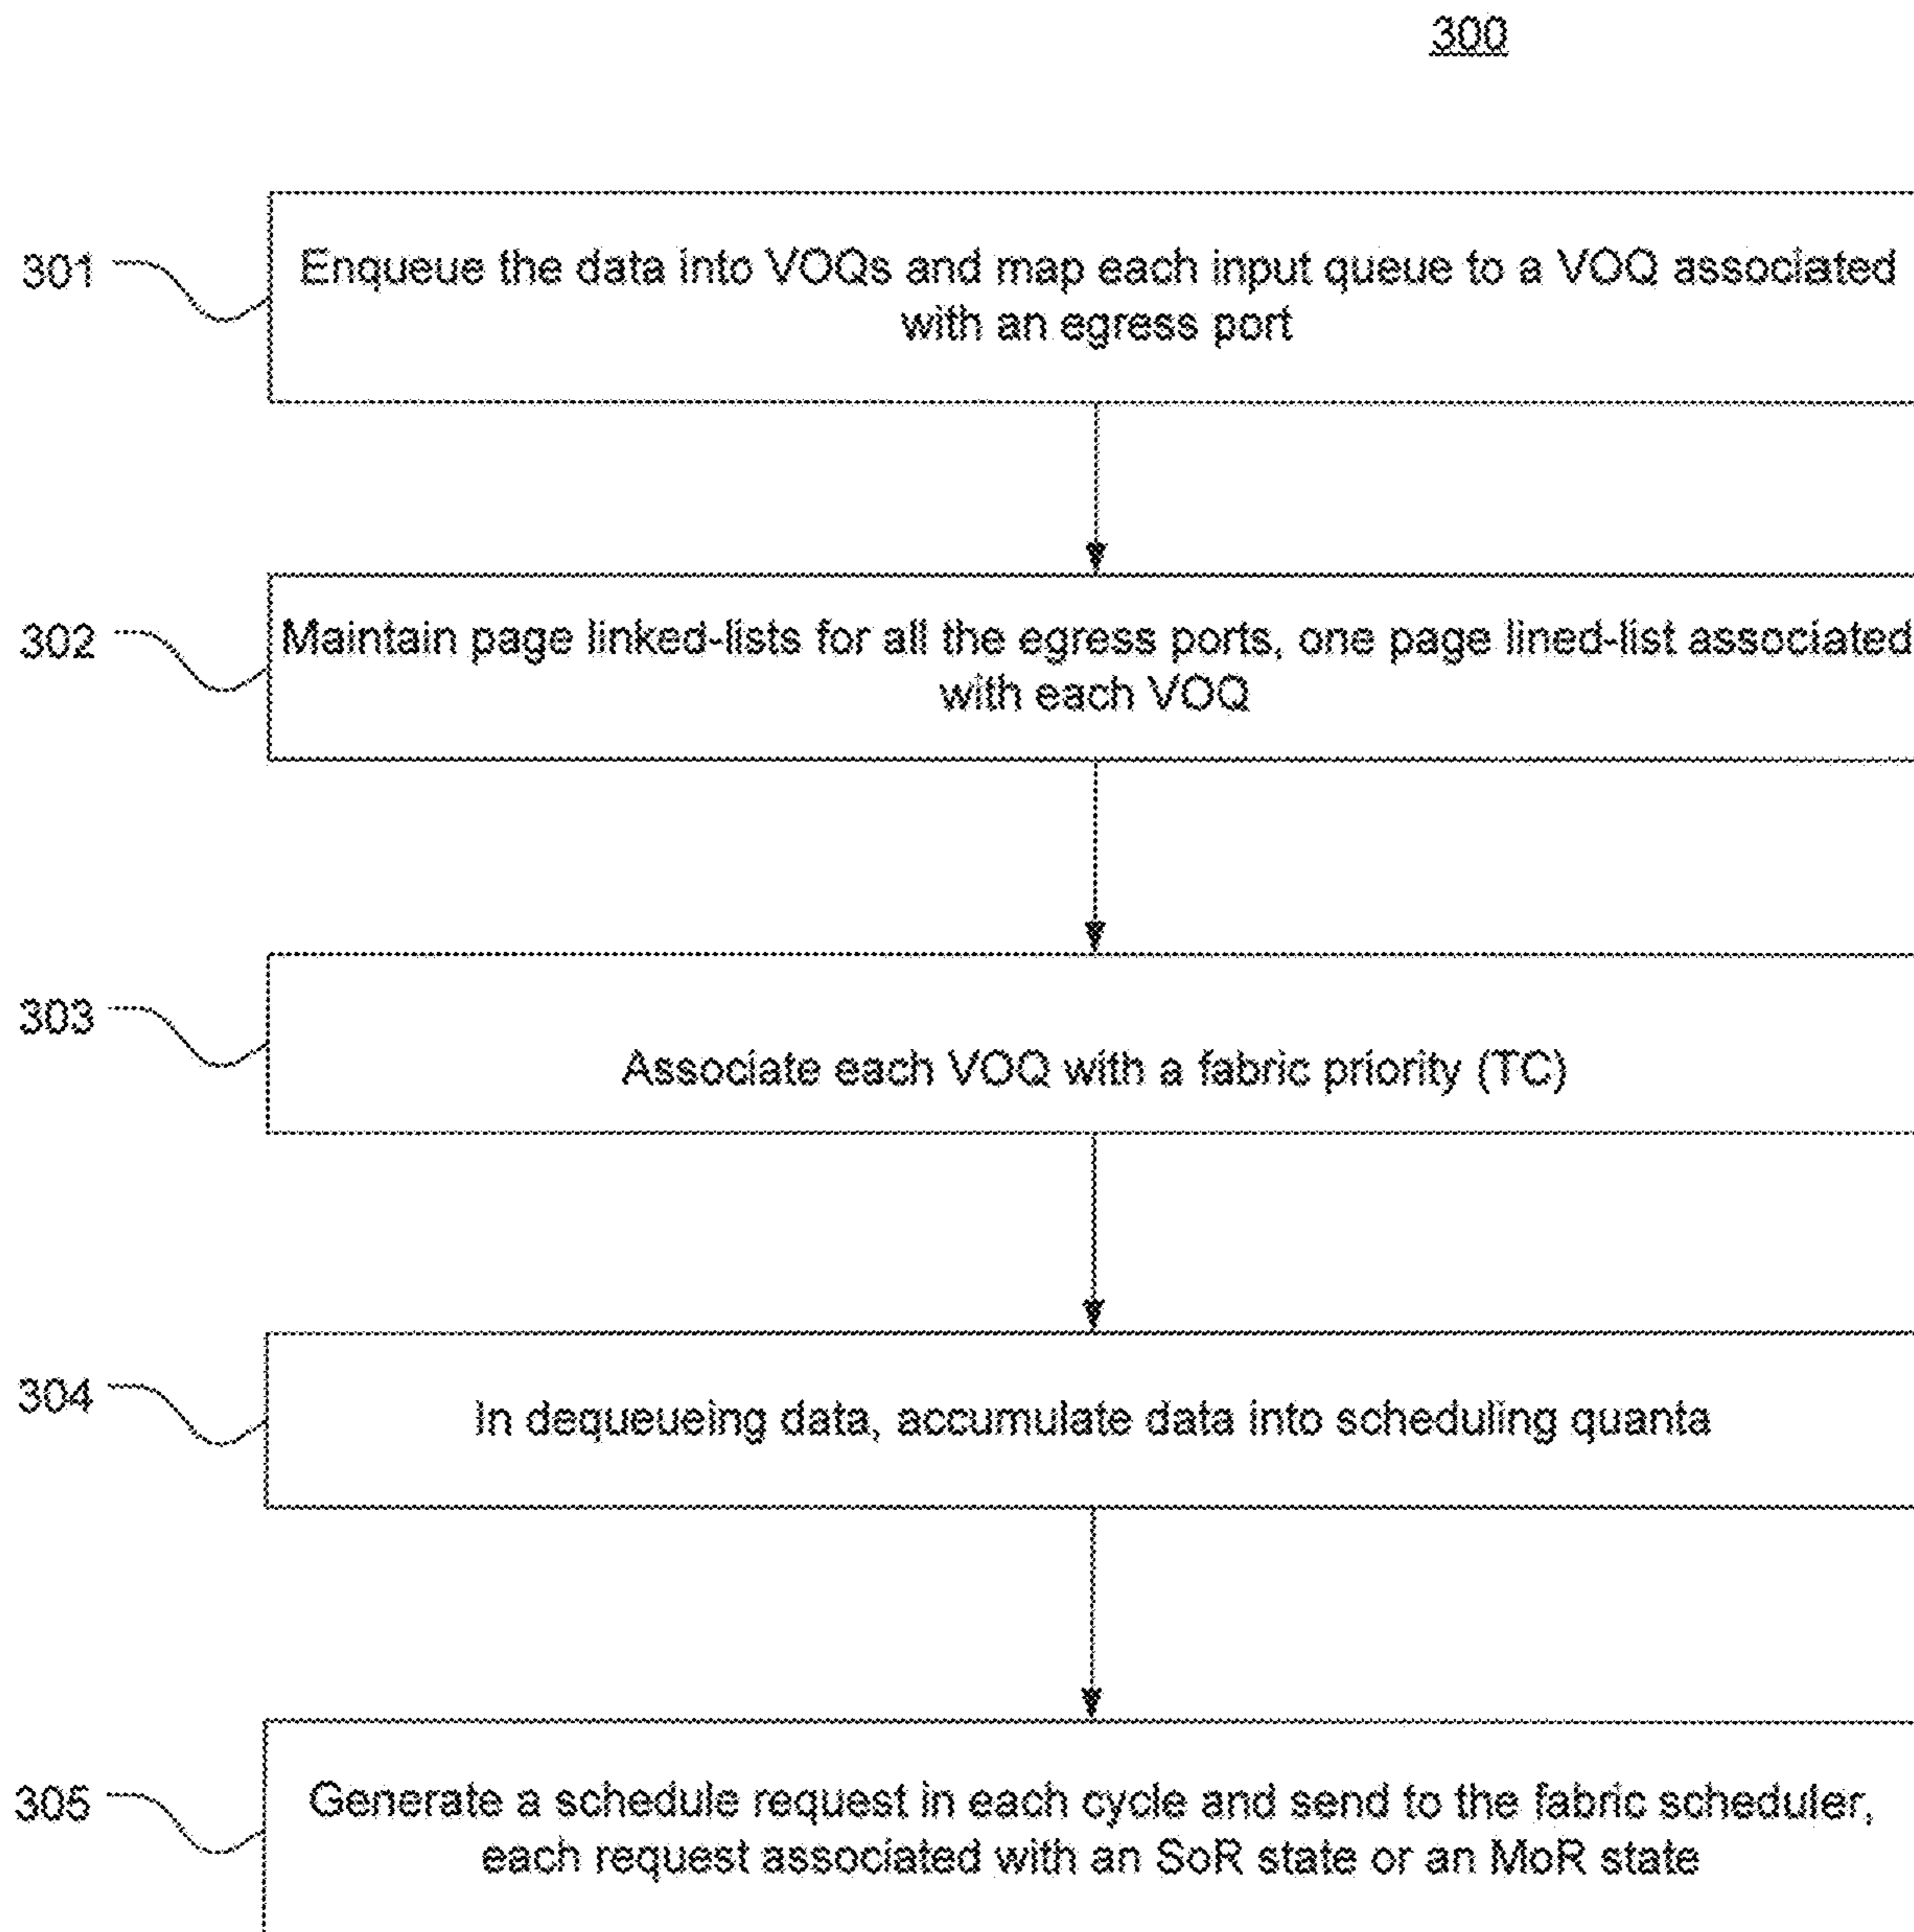 300
301
Enqueue the data into VOQs and map each input queue to a VOQ associated
with an egress port
302
Maintain page linked-lists for all the egress ports, one page lined-list associated
with each VOQ
303
Associate each VOQ with a fabric priority (TC)
304
In dequeueing data, accumulate data into scheduling quanta
305
Generate a schedule request in each cycle and send to the fabric scheduler,
each request associated with an SoR state or an MoR state